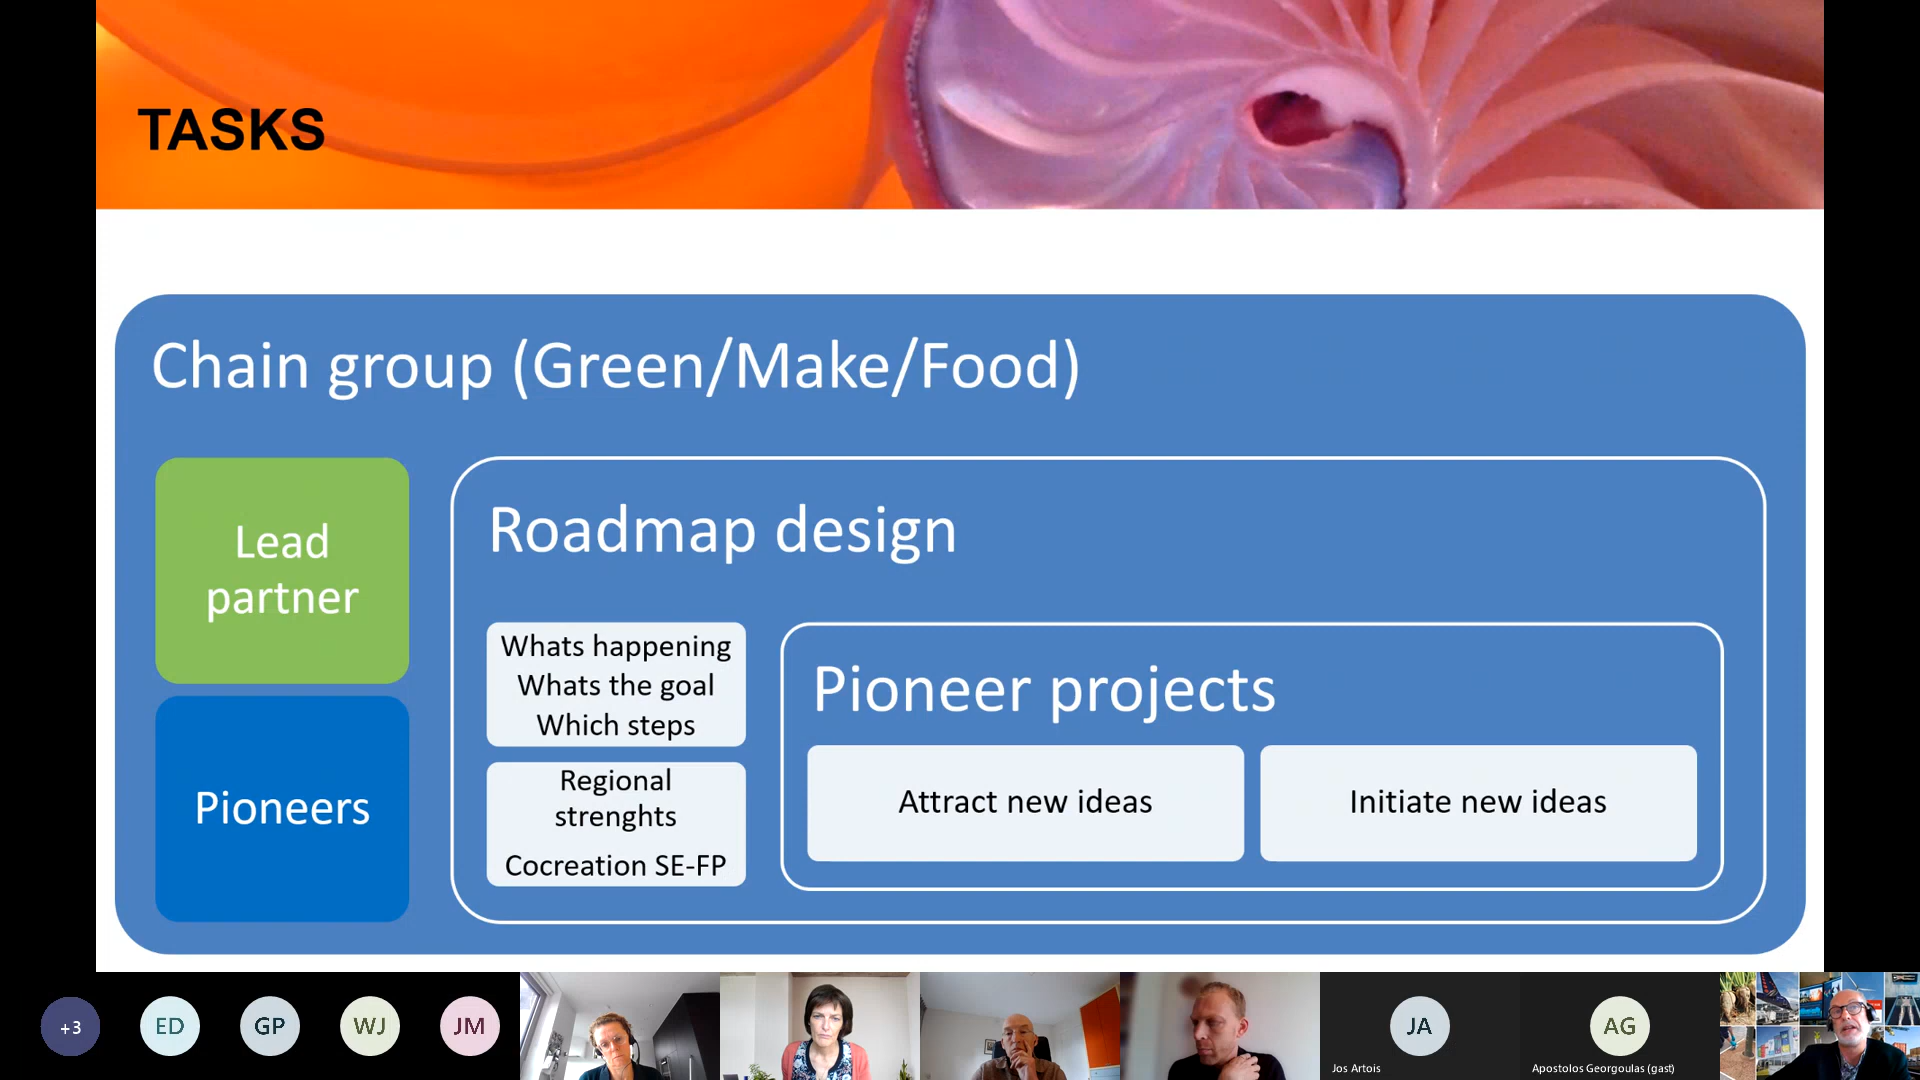 TASKS
Chain group (Green/Make/Food)
Lead
partner
Pioneers
Roadmap design
Whats happening
Whats the goal
Which steps
Regional
strenghts
Cocreation SE-FP
Pioneer projects
Attract new ideas
Initiate new ideas
+3
ED
GP
WJ
JM
JA
Jos Artois
AG
Apostolos Georgoulas (gast)